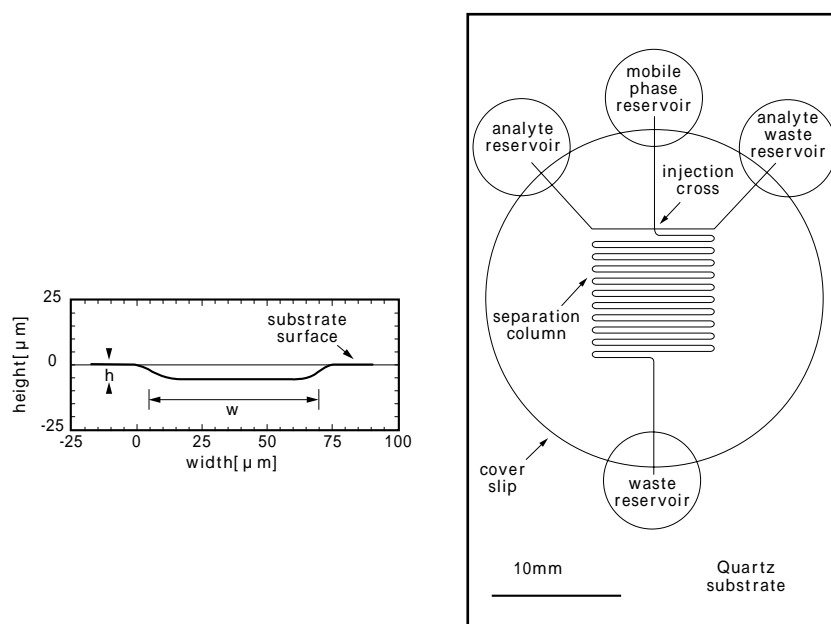 25
0
-25
height[µm]
h
w
substrate
surface
-25
0
25
50
75
100
width[µm]
mobile
phase
reservoir
analyte
reservoir
analyte
waste
reservoir
injection
cross
separation
column
cover
slip
waste
reservoir
10mm
Quartz
substrate